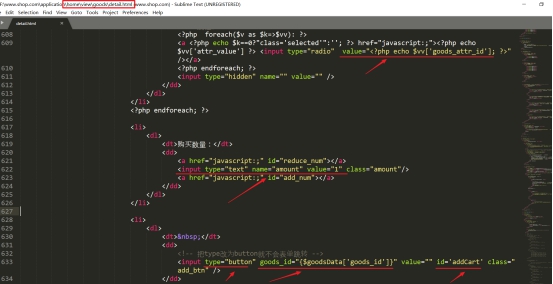 F:\www.shop.com\application\home\view\goods\detail.html (www.shop.com) - Sublime Text (UNREGISTERED)
Edit Selection Find View Goto Tools Project Preferences Help
detail.html ×
608 <?php foreach($v as $k=>$vv): ?>
609 <a <?php echo $k==0?"class='selected'":''; ?> href="javascript:;"><?php echo
$vv['attr_value'] ?> <input type="radio" value="<?php echo $vv['goods_attr_id']; ?>"
/></a>
610 <?php endforeach; ?>
611 <input type="hidden" name="" value="" />
612 </dd>
613 </dl>
614 </li>
615 <?php endforeach; ?>
616
617 <li>
618 <dl>
619 <dt>购买数量：</dt>
620 <dd>
621 <a href="javascript:;" id="reduce_num"></a>
622 <input type="text" name="amount" value="1" class="amount"/>
623 <a href="javascript:;" id="add_num"></a>
624 </dd>
625 </dl>
626 </li>
627
628 <li>
629 <dl>
630 <dt>&nbsp;</dt>
631 <dd>
632 <!-- 把type改为button就不会表单跳转 -->
633 <input type="button" goods_id="{$goodsData['goods_id']}" value="" id='addCart' class="
add_btn" />
634 </dd>